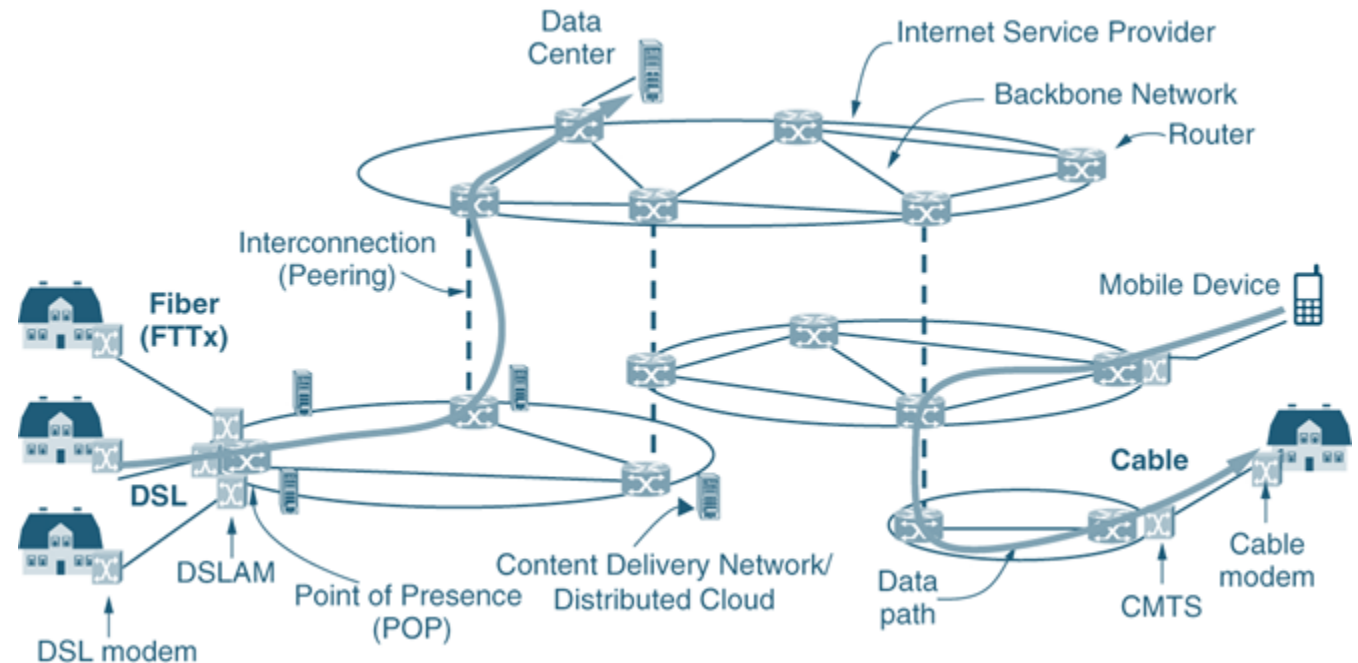 Data
Center
Internet Service Provider
Backbone Network
Router
Interconnection
(Peering)
Mobile Device
Fiber
(FTTx)
Cable
DSL
DSLAM
Point of Presence
(POP)
Content Delivery Network/
Distributed Cloud
Data
path
CMTS
Cable
modem
DSL modem